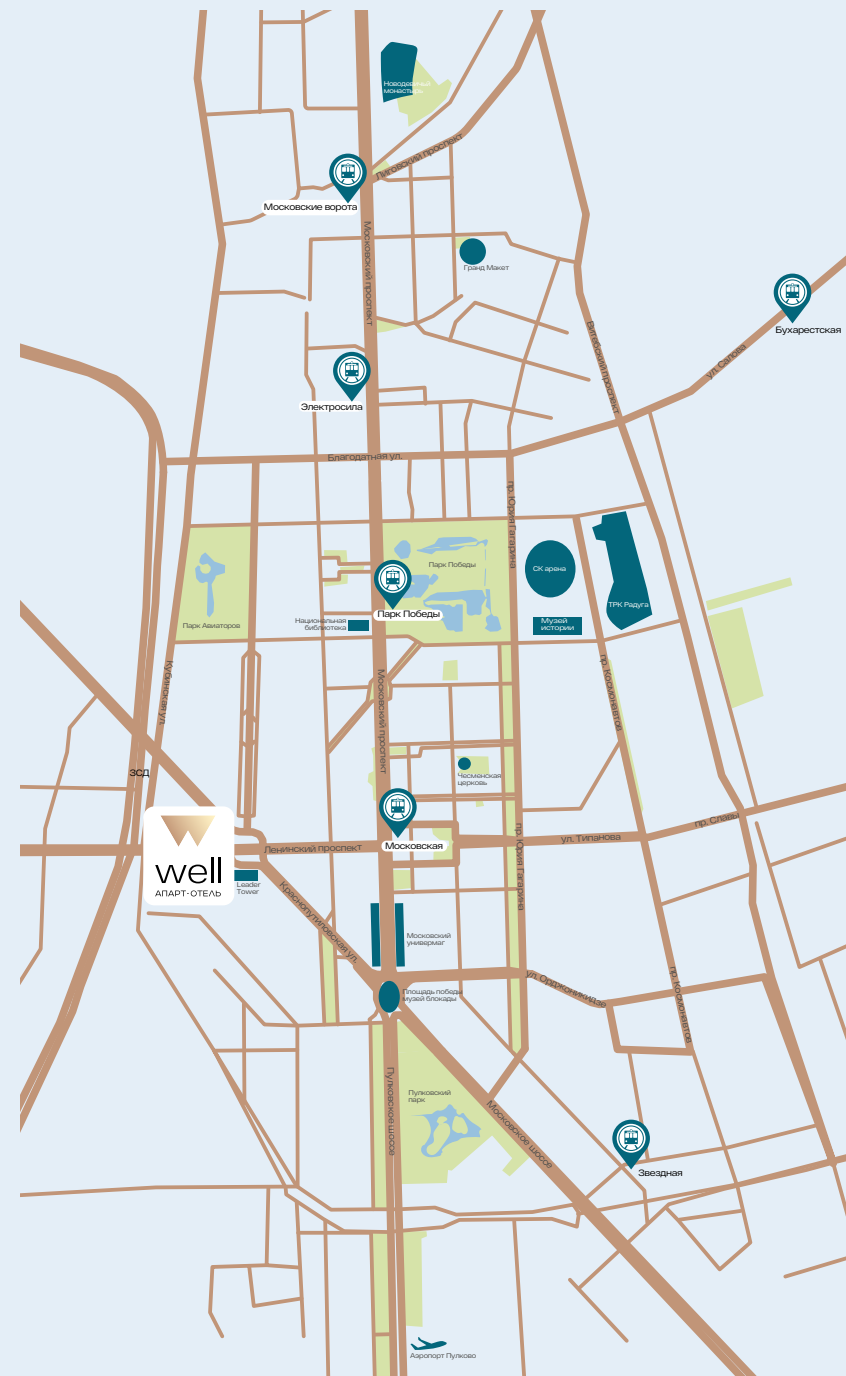 Новодевичий
монастырь
Лиговский проспект
Московские ворота
Московский проспект
Гранд Макет
Бухарестская
Витебский проспект
ул. Салова
Электросила
Благодатная ул.
пр. Юрия Гагарина
Парк Победы
СК арена
ТРК Радуга
Парк Победы
Парк Авиаторов
Национальная
библиотека
Музей
истории
Кубинская ул.
Московский проспект
пр. Космонавтов
ЗСД
Чесменская
церковь
well
АПАРТ-ОТЕЛЬ
Ленинский проспект
Московская
пр. Юрия Гагарина
ул. Типанова
пр. Славы
Leader
Tower
Краснопутиловская ул.
Московский
универмаг
ул. Орджоникидзе
пр. Космонавтов
Площадь победы
музей блокады
Пулковское шоссе
Пулковский
парк
Московское шоссе
Звездная
Аэропорт Пулково